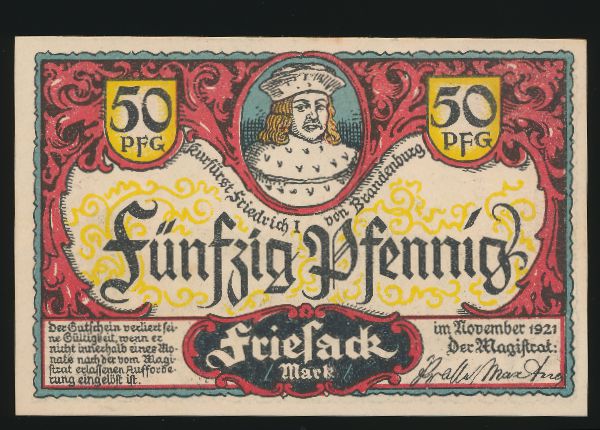 50
PFG
50
PFG
Kurfürst Friedrich I von Brandenburg
Fünfzig Pfennig
Der Gutschein verliert sei-
ne Gültigkeit, wenn er
nicht innerhalb eines Mo-
nats nach der vom Magi-
strat erlassenen Aufforde-
rung eingelöst ist.
Friesack
/ Mark /
im November 1921
Der Magistrat: